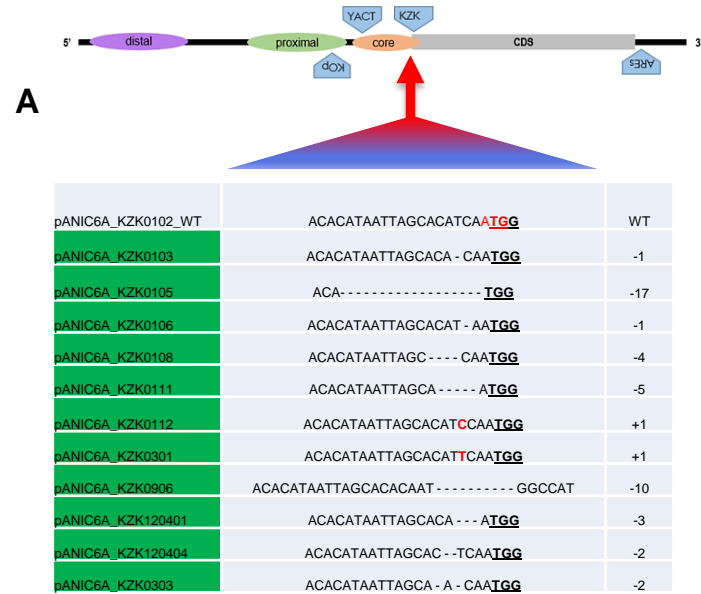 YACT KZK
5' distal proximal core CDS 3
KOp AREs
A
pANIC6A_KZK0102_WT ACACATAATTAGCACATCAATGG WT
pANIC6A_KZK0103 ACACATAATTAGCACA - CAATGG -1
pANIC6A_KZK0105 ACA- - - - - - - - - - - - - - - - - TGG -17
pANIC6A_KZK0106 ACACATAATTAGCACAT - AATGG -1
pANIC6A_KZK0108 ACACATAATTAGC - - - - CAATGG -4
pANIC6A_KZK0111 ACACATAATTAGCA - - - - - ATGG -5
pANIC6A_KZK0112 ACACATAATTAGCACATCCAATGG +1
pANIC6A_KZK0301 ACACATAATTAGCACATTCAATGG +1
pANIC6A_KZK0906 ACACATAATTAGCACACAAT - - - - - - - - - - GGCCAT -10
pANIC6A_KZK120401 ACACATAATTAGCACA - - - ATGG -3
pANIC6A_KZK120404 ACACATAATTAGCAC - -TCAATGG -2
pANIC6A_KZK0303 ACACATAATTAGCA - A - CAATGG -2